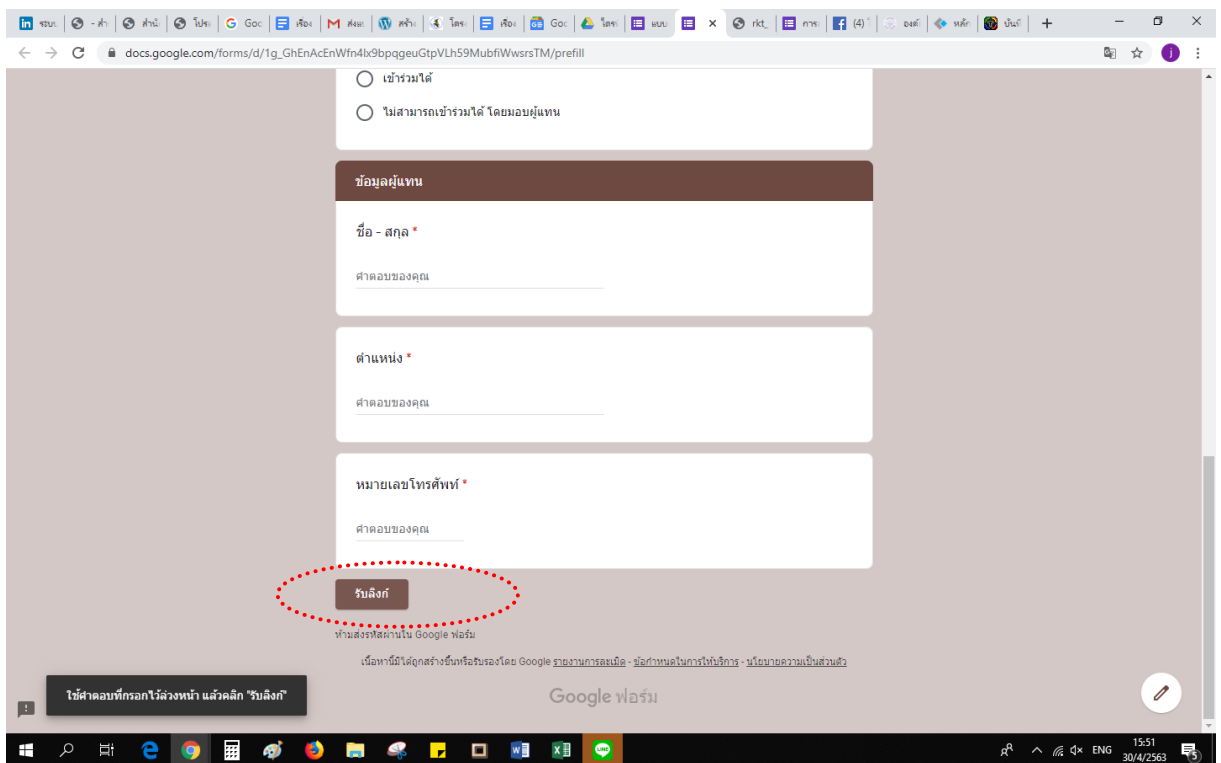 in
G Goc
Goc
rkt_
(4)
docs.google.com/forms/d/1g_GhEnAcEnWfn4lx9bpqgeuGtpVLh59MubfiWwsrsTM/prefill
j
เข้าร่วมได้
ไม่สามารถเข้าร่วมได้ โดยมอบผู้แทน
ข้อมูลผู้แทน
ชื่อ - สกุล *
คำตอบของคุณ
ตำแหน่ง *
คำตอบของคุณ
หมายเลขโทรศัพท์ *
คำตอบของคุณ
รับลิงก์
ห้ามส่งรหัสผ่านใน Google ฟอร์ม
เนื้อหานี้มิได้ถูกสร้างขึ้นหรือรับรองโดย Google รายงานการละเมิด - ข้อกำหนดในการให้บริการ - นโยบายความเป็นส่วนตัว
Google ฟอร์ม
ใช้คำตอบที่กรอกไว้ล่วงหน้า แล้วคลิก "รับลิงก์"
LINE
ENG
15:51
30/4/2563
5